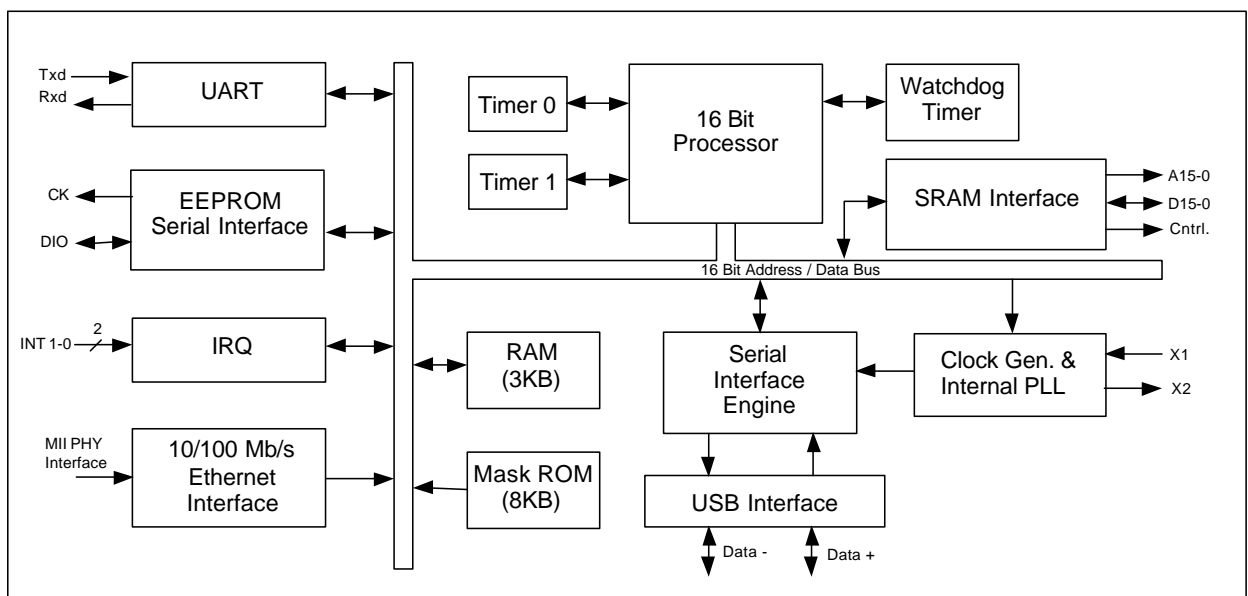 Txd
Rxd
UART
CK
DIO
EEPROM
Serial Interface
INT 1-0
2
IRQ
MII PHY
Interface
10/100 Mb/s
Ethernet
Interface
Timer 0
Timer 1
16 Bit
Processor
Watchdog
Timer
SRAM Interface
A15-0
D15-0
Cntrl.
16 Bit Address / Data Bus
RAM
(3KB)
Mask ROM
(8KB)
Serial
Interface
Engine
Clock Gen. &
Internal PLL
X1
X2
USB Interface
Data -
Data +